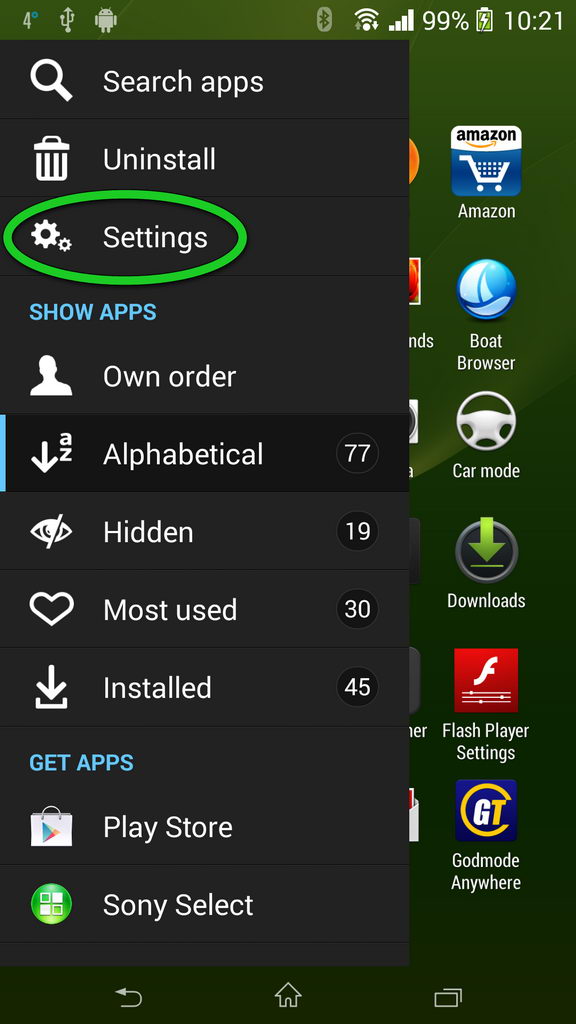 4° 99% 10:21
Search apps
Uninstall
Settings
SHOW APPS
Own order
Alphabetical 77
Hidden 19
Most used 30
Installed 45
GET APPS
Play Store
Sony Select
amazon
Amazon
nds
Boat
Browser
a
Car mode
Downloads
ner
Flash Player
Settings
GT
Godmode
Anywhere